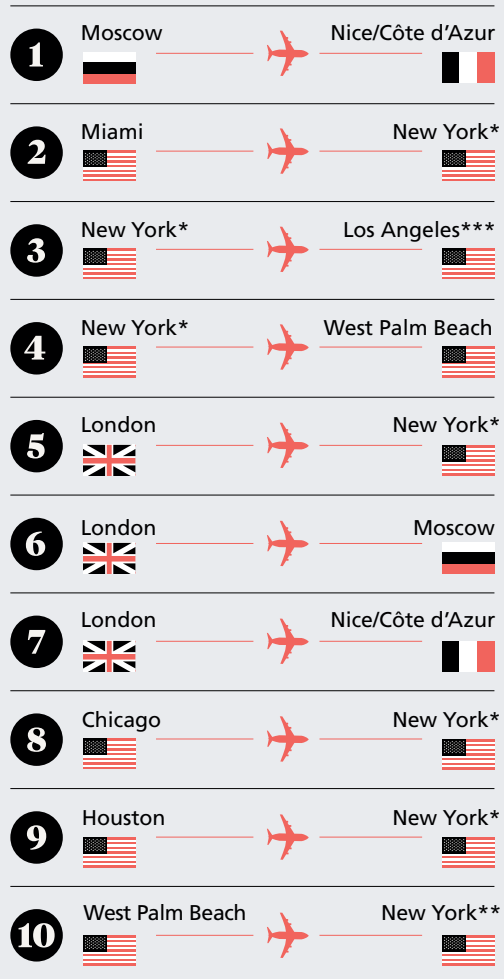 1 Moscow Nice/Côte d'Azur
2 Miami New York*
3 New York* Los Angeles***
4 New York* West Palm Beach
5 London New York*
6 London Moscow
7 London Nice/Côte d'Azur
8 Chicago New York*
9 Houston New York*
10 West Palm Beach New York**